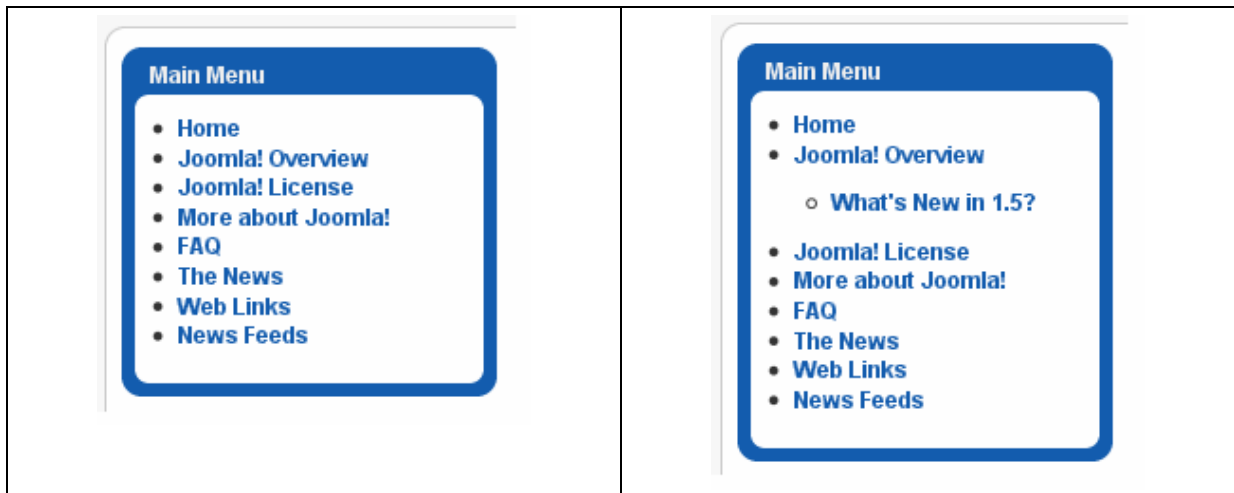 Main Menu
Home
Joomla! Overview
Joomla! License
More about Joomla!
FAQ
The News
Web Links
News Feeds
Main Menu
Home
Joomla! Overview
What's New in 1.5?
Joomla! License
More about Joomla!
FAQ
The News
Web Links
News Feeds